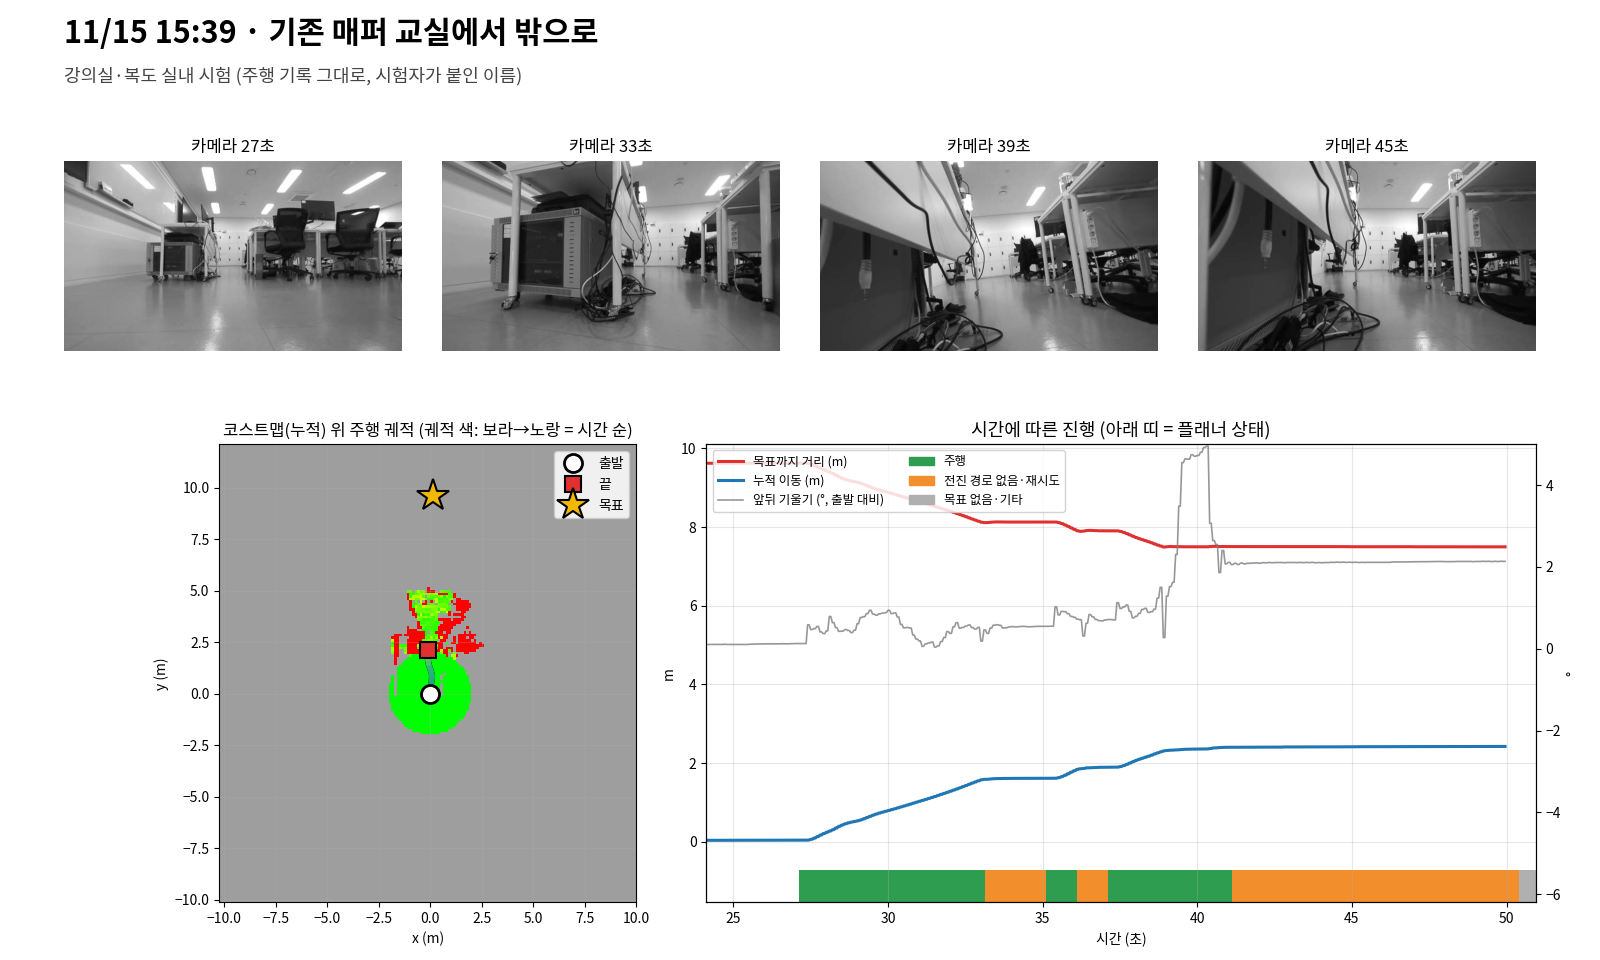 11/15 15:39 · 기존 매퍼 교실에서 밖으로
강의실·복도 실내 시험 (주행 기록 그대로, 시험자가 붙인 이름)
카메라 27초
카메라 33초
카메라 39초
카메라 45초
코스트맵(누적) 위 주행 궤적 (궤적 색: 보라→노랑 = 시간 순)
출발
끝
목표
10.0
7.5
5.0
2.5
0.0
−2.5
−5.0
−7.5
−10.0
y (m)
−10.0 −7.5 −5.0 −2.5 0.0 2.5 5.0 7.5 10.0
x (m)
시간에 따른 진행 (아래 띠 = 플래너 상태)
목표까지 거리 (m)
누적 이동 (m)
앞뒤 기울기 (°, 출발 대비)
주행
전진 경로 없음·재시도
목표 없음·기타
10
8
6
4
2
0
m
4
2
0
−2
−4
−6
°
25 30 35 40 45 50
시간 (초)